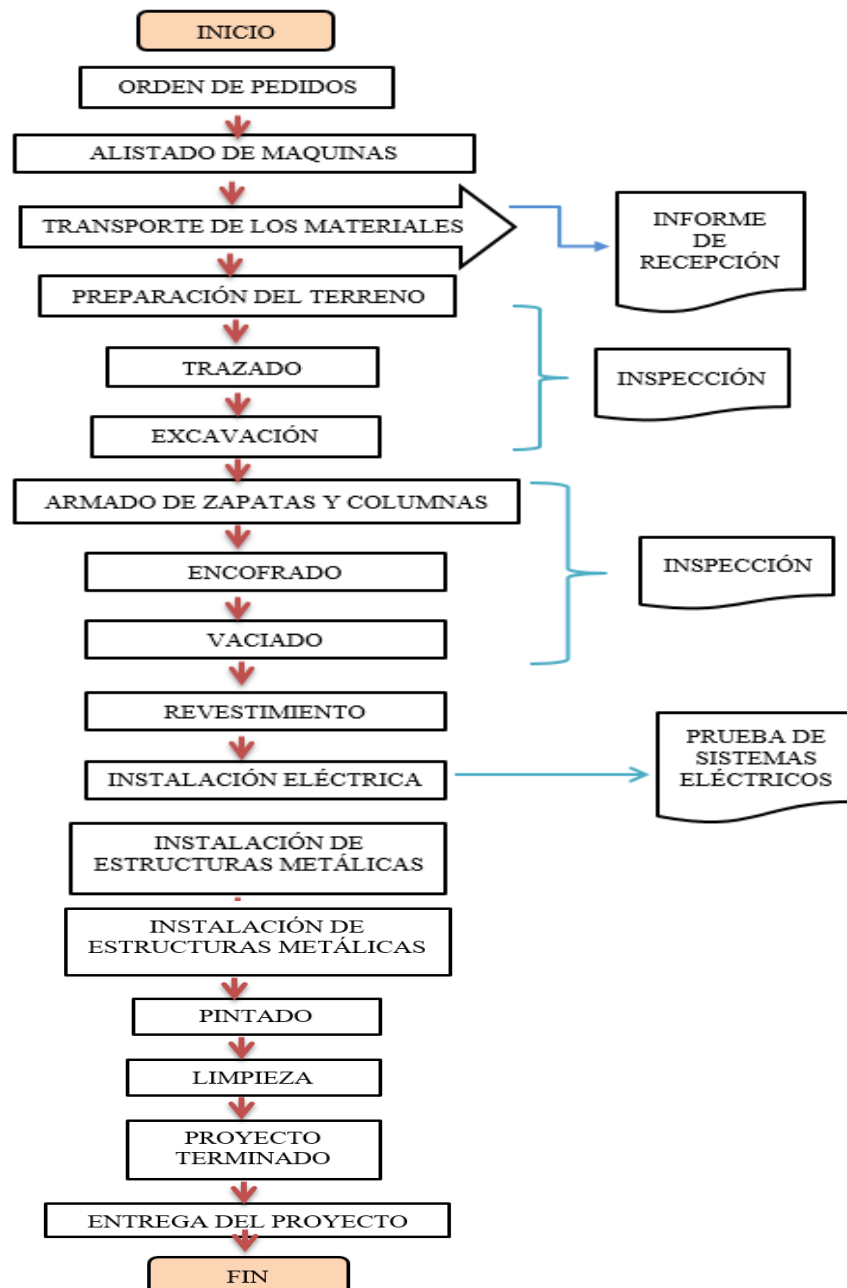 INICIO
ORDEN DE PEDIDOS
ALISTADO DE MAQUINAS
TRANSPORTE DE LOS MATERIALES
INFORME
DE
RECEPCIÓN
PREPARACIÓN DEL TERRENO
TRAZADO
INSPECCIÓN
EXCAVACIÓN
ARMADO DE ZAPATAS Y COLUMNAS
ENCOFRADO
INSPECCIÓN
VACIADO
REVESTIMIENTO
INSTALACIÓN ELÉCTRICA
PRUEBA DE
SISTEMAS
ELÉCTRICOS
INSTALACIÓN DE
ESTRUCTURAS METÁLICAS
INSTALACIÓN DE
ESTRUCTURAS METÁLICAS
PINTADO
LIMPIEZA
PROYECTO
TERMINADO
ENTREGA DEL PROYECTO
FIN